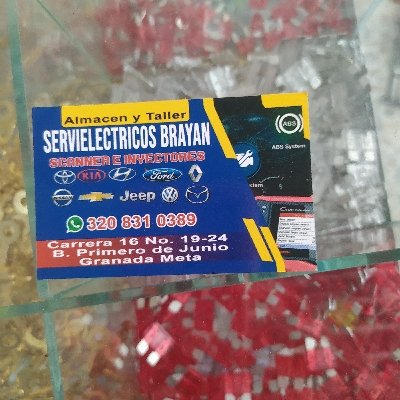 Almacen y Taller
SERVIELECTRICOS BRAYAN
SCANNER E INYECTORES
KIA
Ford
Jeep
320 831 0389
Carrera 16 No. 19-24
B. Primero de Junio
Granada Meta
ABS
ABS System